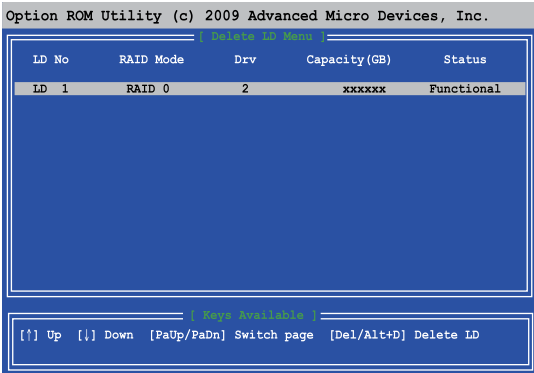 Option ROM Utility (c) 2009 Advanced Micro Devices, Inc.
[ Delete LD Menu ]
LD No RAID Mode Drv Capacity(GB) Status
LD 1 RAID 0 2 xxxxxx Functional
[ Keys Available ]
[↑] Up [↓] Down [PaUp/PaDn] Switch page [Del/Alt+D] Delete LD